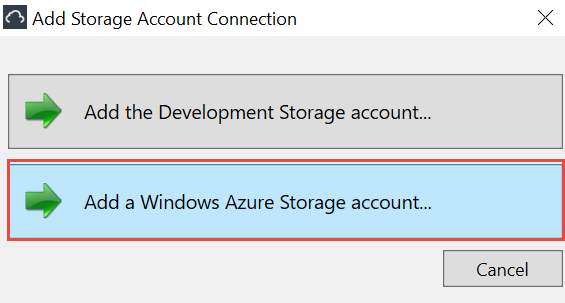 Add Storage Account Connection
Add the Development Storage account...
Add a Windows Azure Storage account...
Cancel